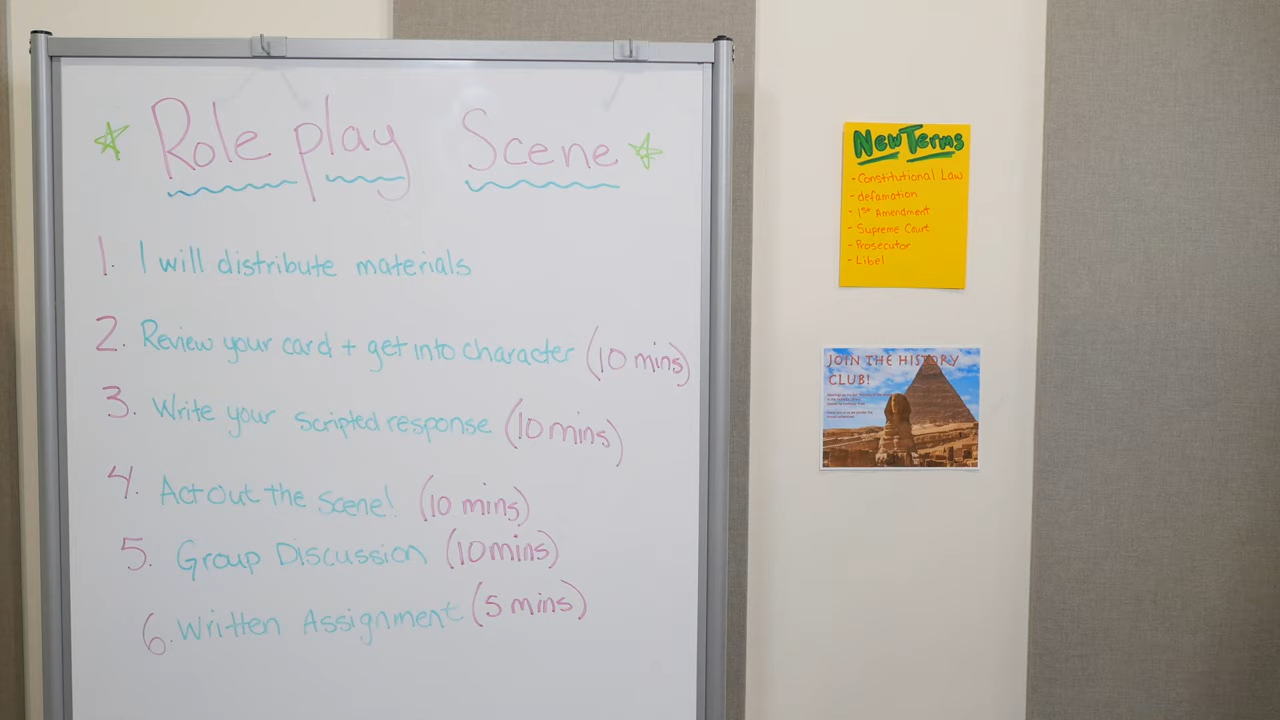 Role play Scene
1. I will distribute materials
2. Review your card + get into character (10 mins)
3. Write your scripted response (10 mins)
4. Act out the scene! (10 mins)
5. Group Discussion (10 mins)
6. Written Assignment (5 mins)
New Terms
- Constitutional Law
- defamation
- 1st Amendment
- Supreme Court
- Prosecutor
- Libel
JOIN THE HISTORY
CLUB!